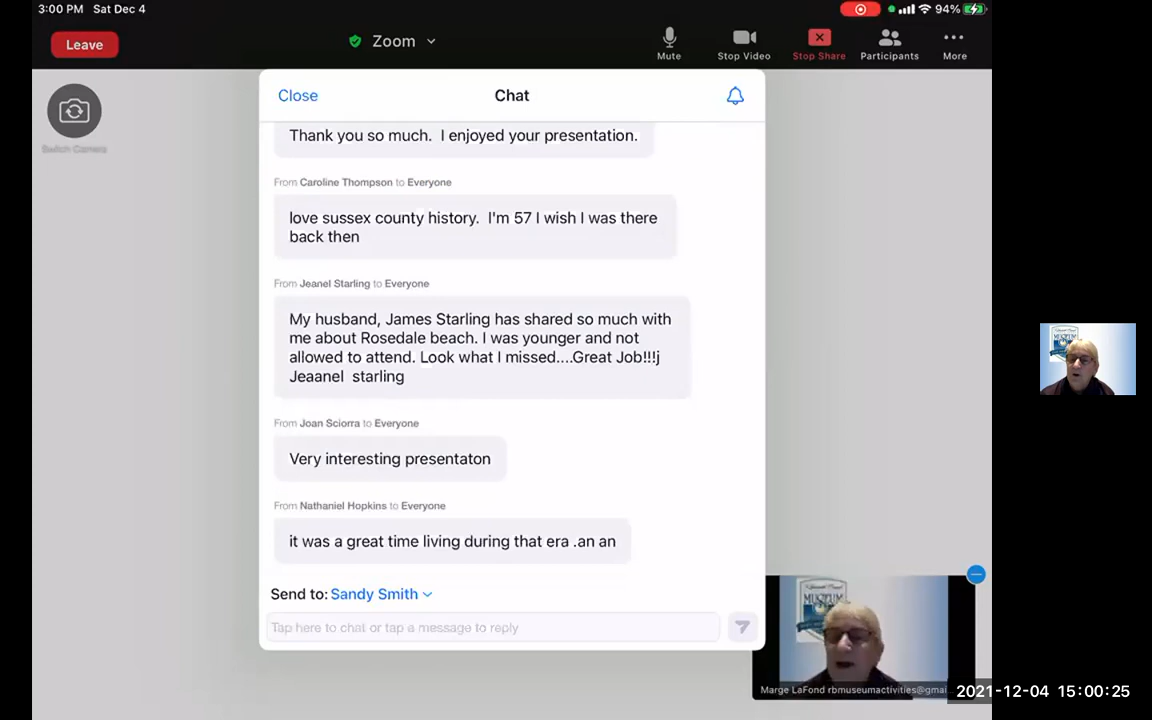 3:00 PM Sat Dec 4
94%
Leave
Zoom
Mute
Stop Video
Stop Share
Participants
More
Switch Camera
Close
Chat
Thank you so much. I enjoyed your presentation.
From Caroline Thompson to Everyone
love sussex county history. I'm 57 I wish I was there
back then
From Jeanel Starling to Everyone
My husband, James Starling has shared so much with
me about Rosedale beach. I was younger and not
allowed to attend. Look what I missed....Great Job!!!j
Jeaanel starling
From Joan Sciorra to Everyone
Very interesting presentaton
From Nathaniel Hopkins to Everyone
it was a great time living during that era .an an
Send to: Sandy Smith
Tap here to chat or tap a message to reply
MUSEUM
Marge LaFond rbmuseumactivities@gmai
2021-12-04 15:00:25